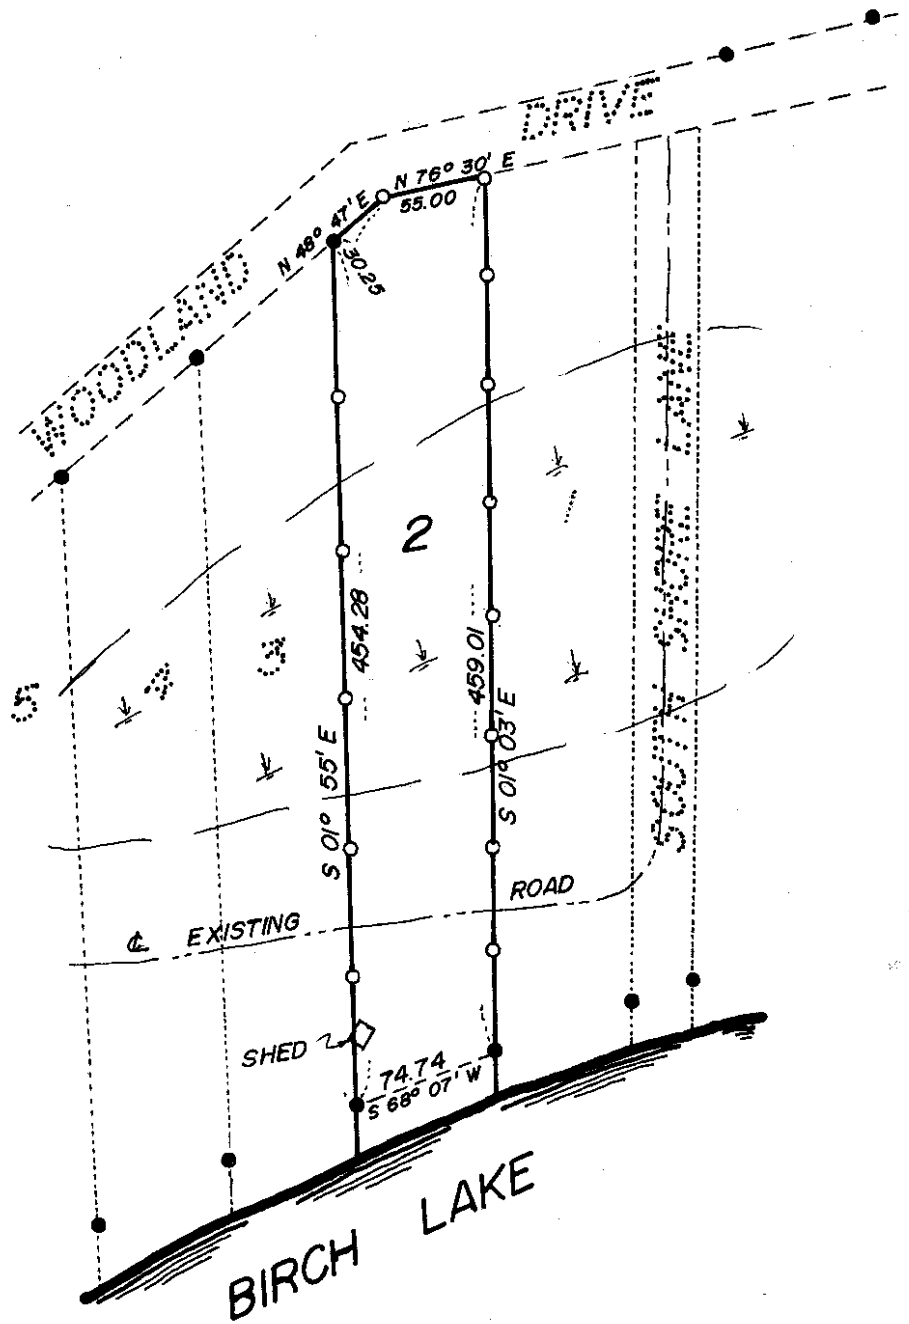 WOODLAND DRIVE
N 48° 47' E
30.25
N 76° 30' E
55.00
2
3
4
5
454.28
S 01° 55' E
459.01
S 01° 03' E
SOUTH SHORE LANE
℄ EXISTING ROAD
SHED
74.74
S 68° 07' W
BIRCH LAKE